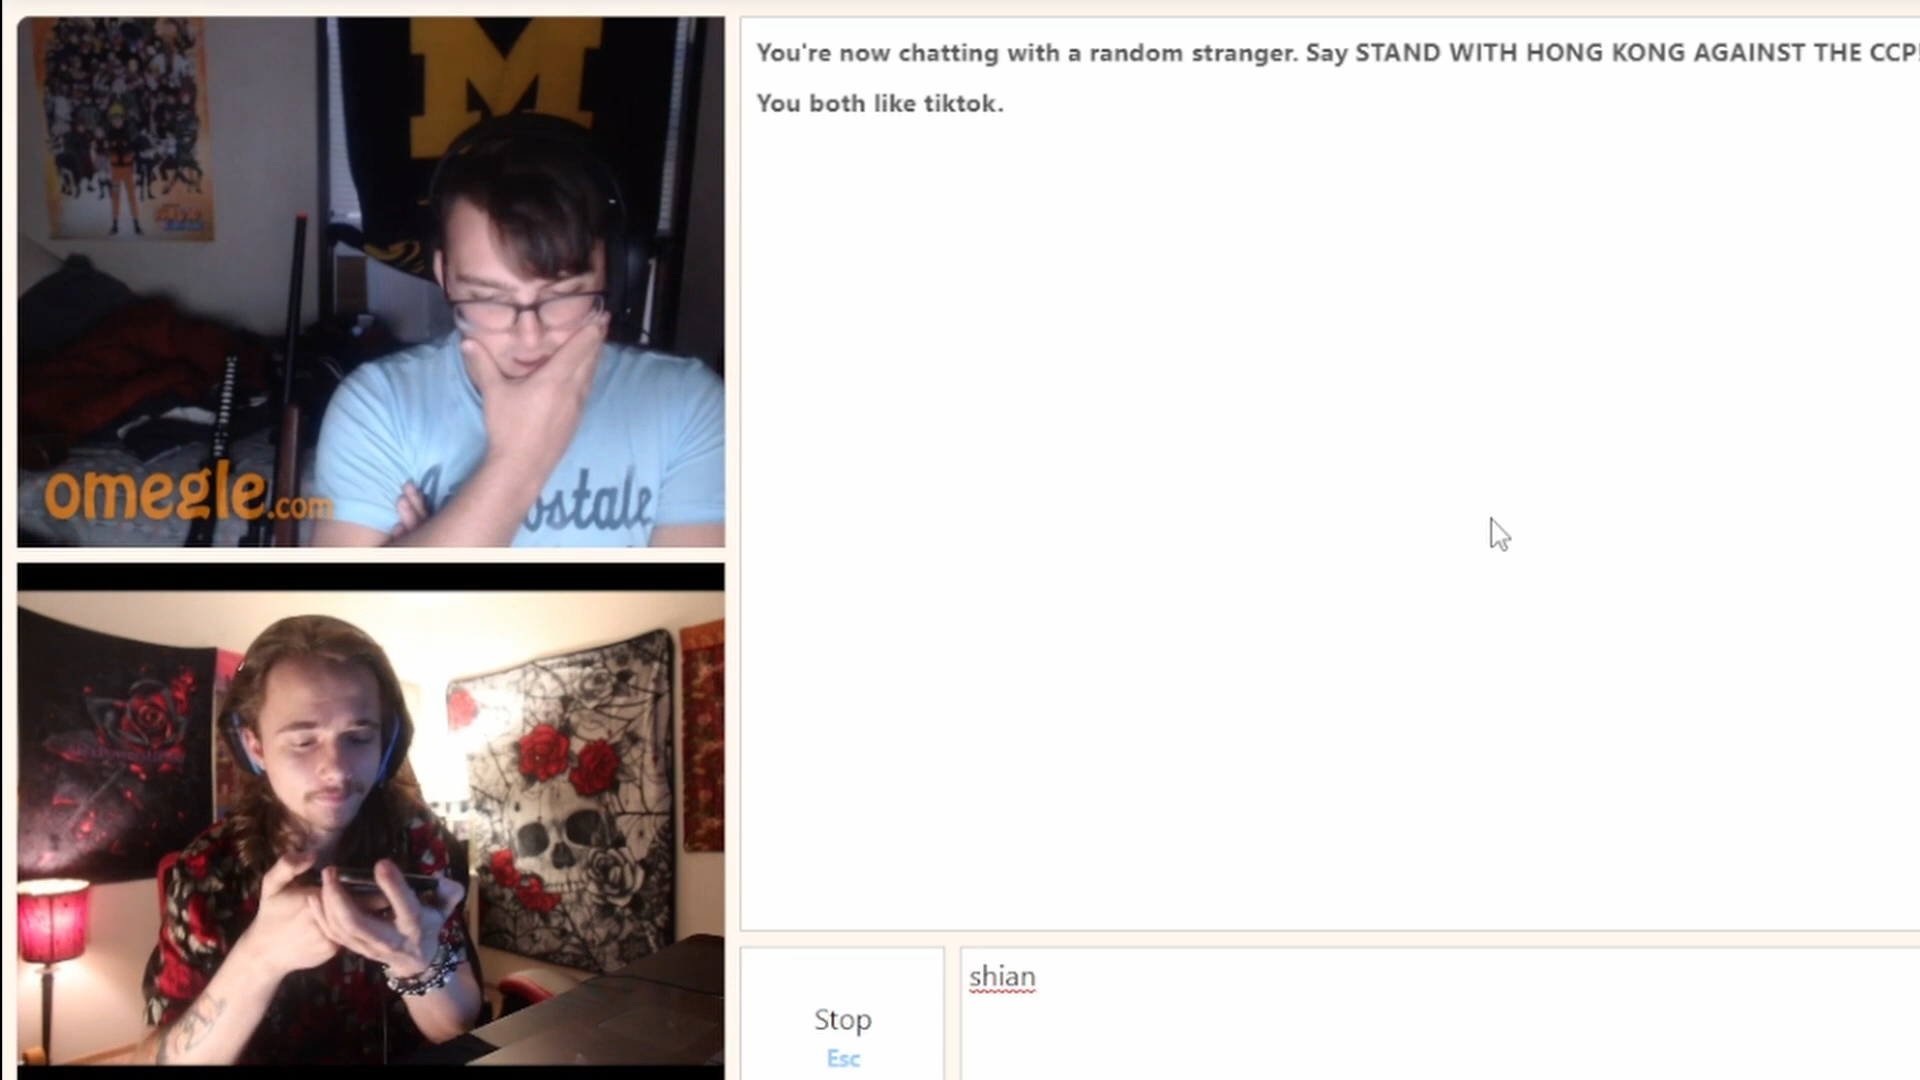 M
You're now chatting with a random stranger. Say STAND WITH HONG KONG AGAINST THE CCP!
You both like tiktok.
omegle.com
shian
Stop
Esc